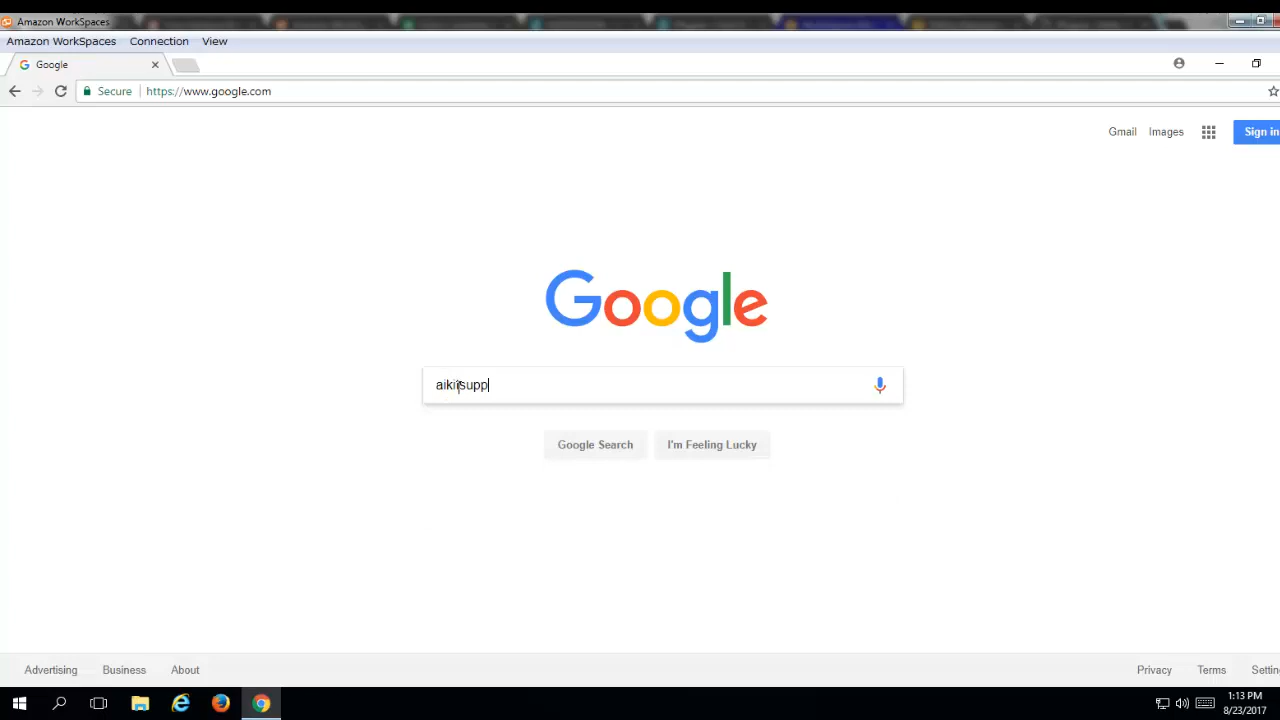 Amazon WorkSpaces
Amazon WorkSpaces Connection View
Google
Secure https://www.google.com
Gmail Images Sign in
Google
Google Search I'm Feeling Lucky
Advertising Business About Privacy Terms Settin
1:13 PM
8/23/2017